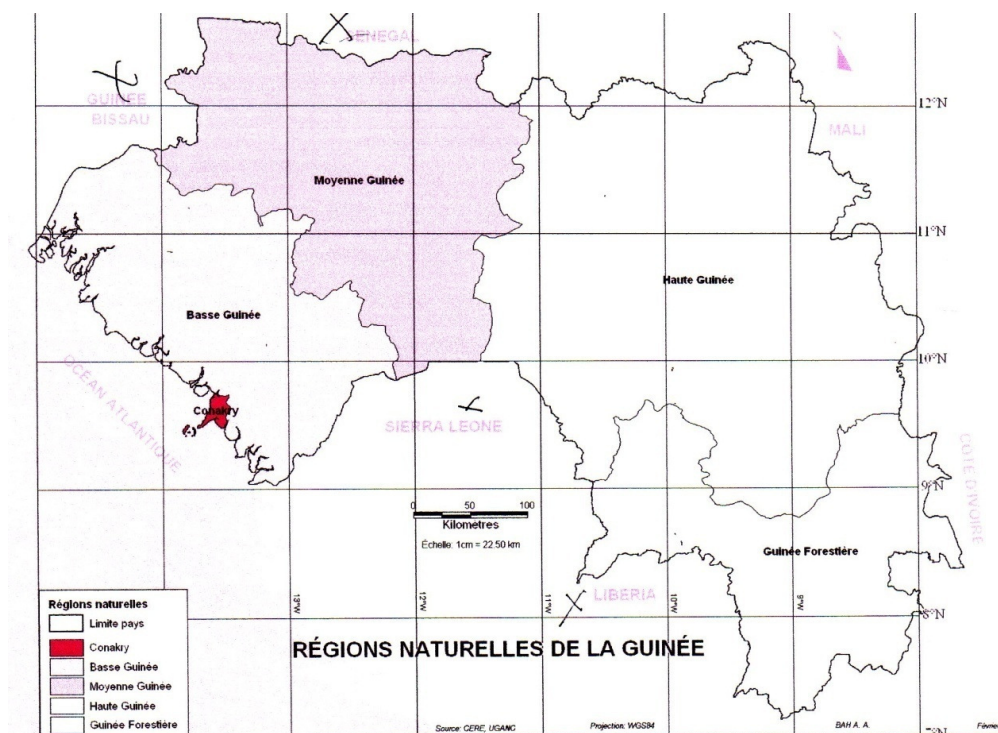 SENEGAL
GUINEE
BISSAU
12°N
MALI
Moyenne Guinée
11°N
Haute Guinée
Basse Guinée
10°N
OCEAN ATLANTIQUE
Conakry
SIERRA LEONE
COTE D'IVOIRE
9°N
0 50 100
Kilometres
Échelle: 1cm = 22.50 km
Guinée Forestière
LIBERIA
13°W
12°W
11°W
10°W
9°W
8°N
RÉGIONS NATURELLES DE LA GUINÉE
Régions naturelles
Limite pays
Conakry
Basse Guinée
Moyenne Guinée
Haute Guinée
Guinée Forestière
Source: CERE, UGANC
Projection: WGS84
BAH A. A.